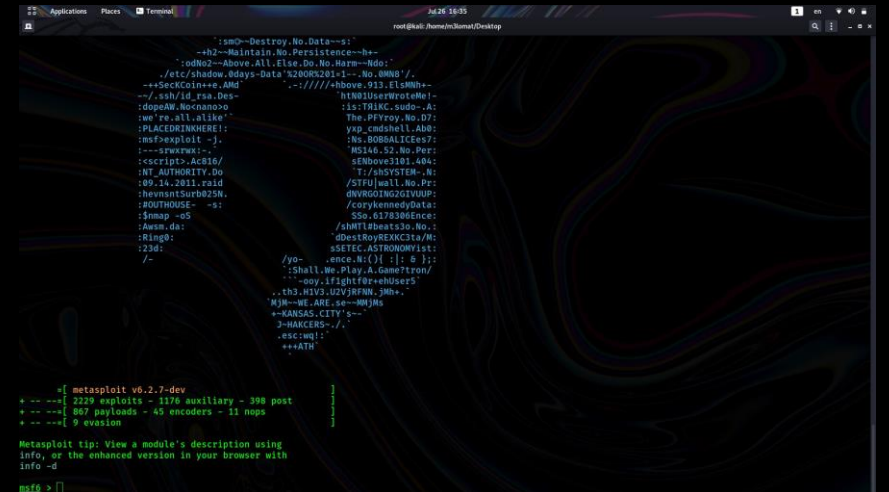 Applications Places Terminal Jul 26 16:35 1 en
root@kali: /home/m3lomat/Desktop
`:smO~~Destroy.No.Data~~s:`
-+h2~~Maintain.No.Persistence~~h+-
`:odNo2~~Above.All.Else.Do.No.Harm~~Ndo:`
./etc/shadow.0days-Data'%20OR%201=1--.No.0MN8'/.
-++SecKCoin++e.AMd` `.-://///+hbove.913.ElsMNh+-
-~/.ssh/id_rsa.Des- `htN01UserWroteMe!-
:dopeAW.No<nano>o :is:TЯiKC.sudo-.A:
:we're.all.alike'` The.PFYroy.No.D7:
:PLACEDRINKHERE!: yxp_cmdshell.Ab0:
:msf>exploit -j. :Ns.BOB&ALICEes7:
:---srwxrwx:-.` `MS146.52.No.Per:
:<script>.Ac816/ sENbove3101.404:
:NT_AUTHORITY.Do `T:/shSYSTEM-.N:
:09.14.2011.raid /STFU|wall.No.Pr:
:hevnsntSurb025N. dNVRGOING2GIVUUP:
:#OUTHOUSE- -s: /corykennedyData:
:$nmap -oS SSo.6178306Ence:
:Awsm.da: /shMTl#beats3o.No.:
:Ring0: `dDestRoyREXKC3ta/M:
:23d: sSETEC.ASTRONOMYist:
/- /yo- .ence.N:(){ :|: & };:
`:Shall.We.Play.A.Game?tron/
```-ooy.if1ghtf0r+ehUser5`
..th3.H1V3.U2VjRFNN.jMh+.`
`MjM~~WE.ARE.se~~MMjMs
+~KANSAS.CITY's~-`
J~HAKCERS~./.`
.esc:wq!:`
+++ATH`
`
=[ metasploit v6.2.7-dev ]
+ -- --=[ 2229 exploits - 1176 auxiliary - 398 post ]
+ -- --=[ 867 payloads - 45 encoders - 11 nops ]
+ -- --=[ 9 evasion ]
Metasploit tip: View a module's description using
info, or the enhanced version in your browser with
info -d
msf6 >